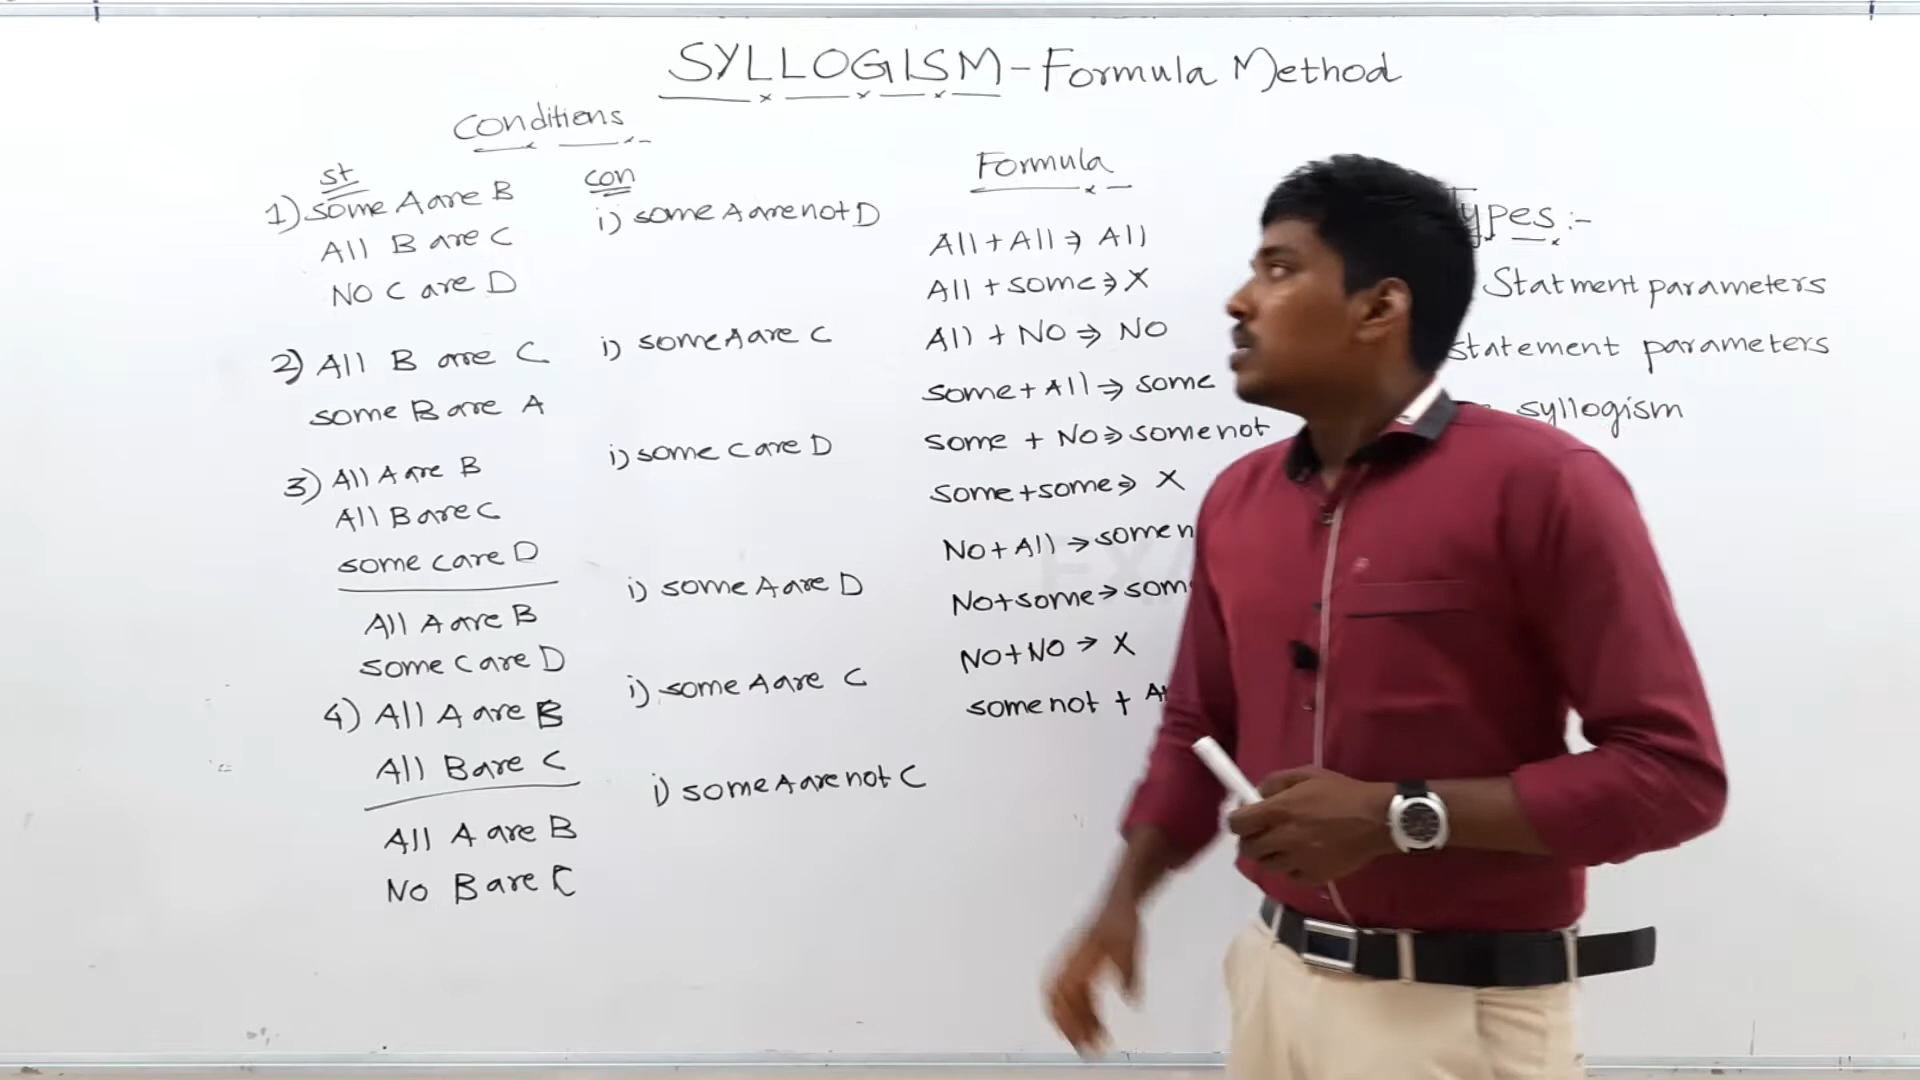 SYLLOGISM - Formula Method
Conditions
st
con
1) some A are B
All B are C
NO C are D
i) some A are not D
2) All B are C
some B are A
i) some A are C
3) All A are B
All B are C
some C are D
i) some C are D
All A are B
some C are D
i) some A are D
4) All A are B
All B are C
i) some A are C
All A are B
No B are C
i) some A are not C
Formula
All + All ⇒ All
All + some ⇒ X
All + NO ⇒ NO
some + All ⇒ some
some + No ⇒ some not
some + some ⇒ X
No + All → some n
No + some → som
No + No → X
some not + A
ypes :-
Statment parameters
statement parameters
syllogism